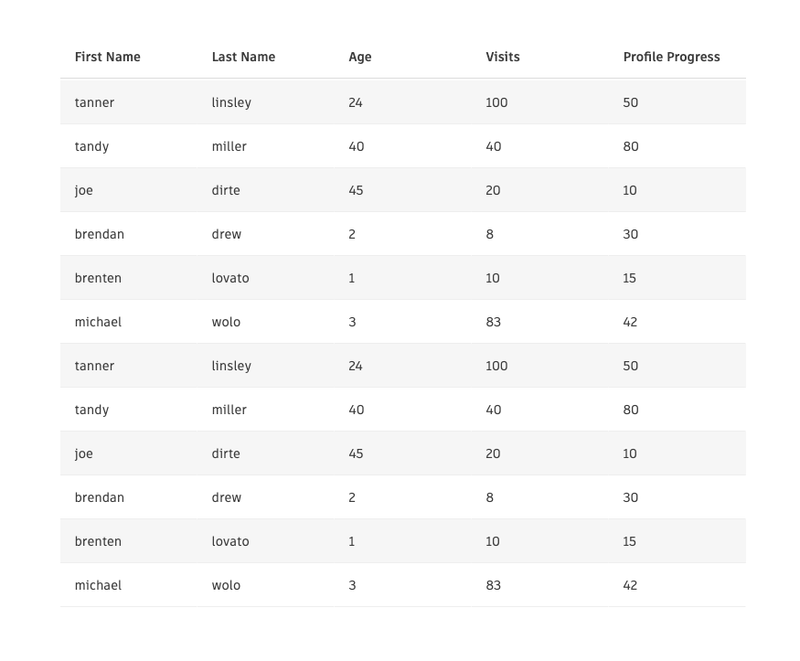 First Name Last Name Age Visits Profile Progress
tanner linsley 24 100 50
tandy miller 40 40 80
joe dirte 45 20 10
brendan drew 2 8 30
brenten lovato 1 10 15
michael wolo 3 83 42
tanner linsley 24 100 50
tandy miller 40 40 80
joe dirte 45 20 10
brendan drew 2 8 30
brenten lovato 1 10 15
michael wolo 3 83 42